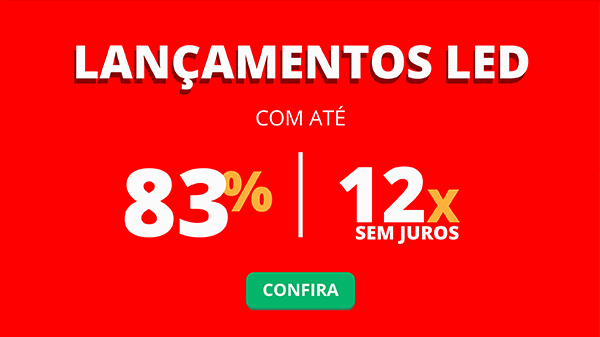 LANÇAMENTOS LED
COM ATÉ
83%
12x
SEM JUROS
CONFIRA